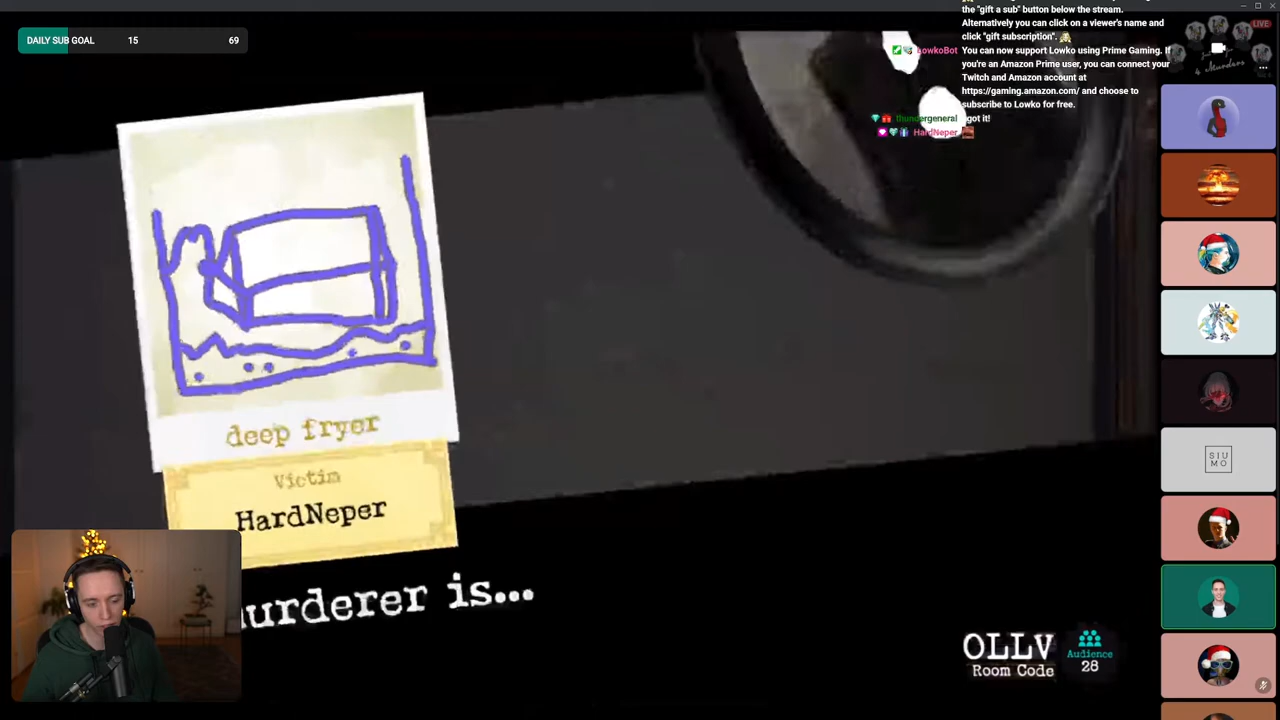 the "gift a sub" button below the stream.
Alternatively you can click on a viewer's name and
click "gift subscription".
LowkoBot
You can now support Lowko using Prime Gaming. If
you're an Amazon Prime user, you can connect your
Twitch and Amazon account at
https://gaming.amazon.com/ and choose to
subscribe to Lowko for free.
thundergeneral got it!
HardNeper
DAILY SUB GOAL 15 69
LIVE
4 Murders
deep fryer
Victim
HardNeper
urderer is...
OLLV
Room Code
Audience
28
SIU
MO